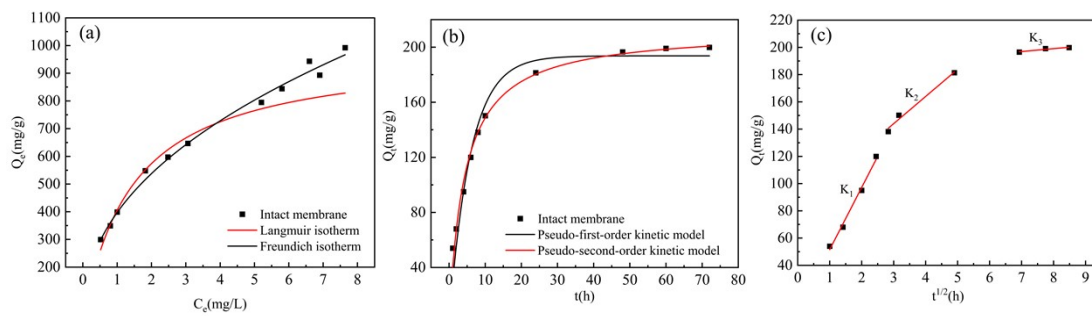 (a)
1100
1000
900
800
700
600
500
400
300
200
Qₑ(mg/g)
0 1 2 3 4 5 6 7 8
Cₑ(mg/L)
Intact membrane
Langmuir isotherm
Freundich isotherm
(b)
200
160
120
80
40
Qₜ(mg/g)
0 10 20 30 40 50 60 70 80
t(h)
Intact membrane
Pseudo-first-order kinetic model
Pseudo-second-order kinetic model
(c)
220
200
180
160
140
120
100
80
60
40
Qₜ(mg/g)
K₁
K₂
K₃
0 1 2 3 4 5 6 7 8 9
t¹/²(h)